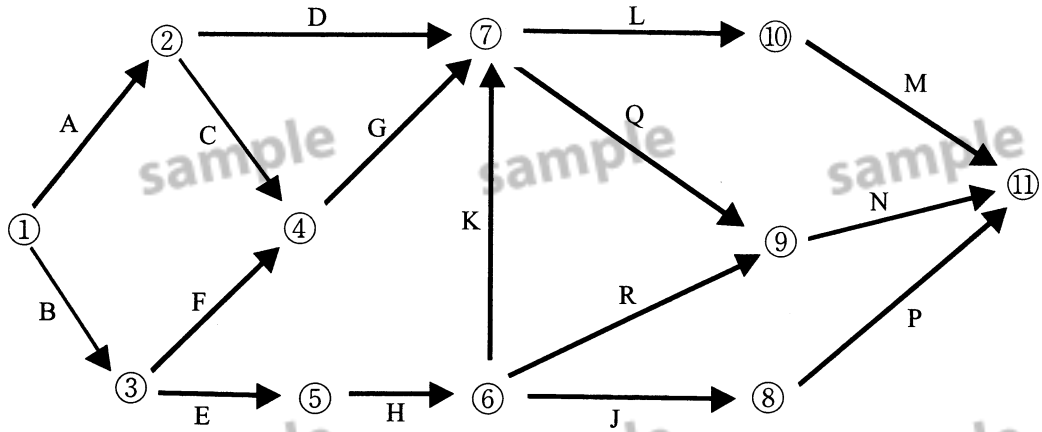 D
L
② ⑦ ⑩
M
A C G Q
sample sample sample
⑪
① ④ K ⑨ N
F R
B P
③ ⑤ ⑥ ⑧
E H J